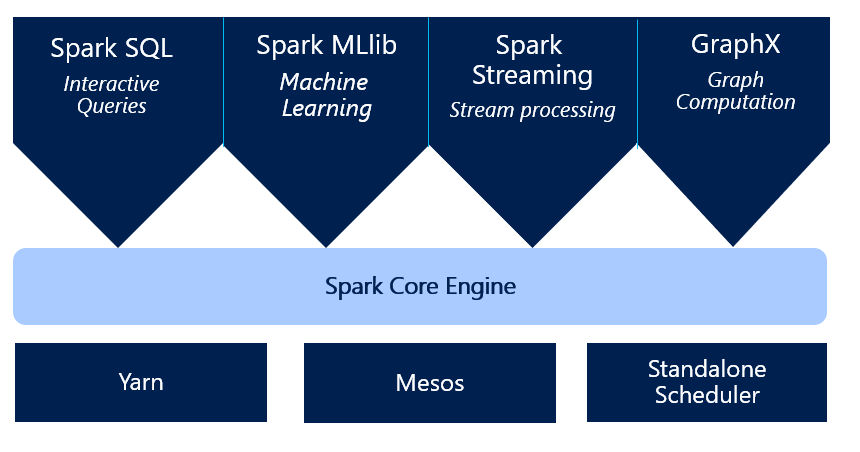 Spark SQL
Interactive
Queries
Spark MLlib
Machine
Learning
Spark
Streaming
Stream processing
GraphX
Graph
Computation
Spark Core Engine
Yarn
Mesos
Standalone
Scheduler